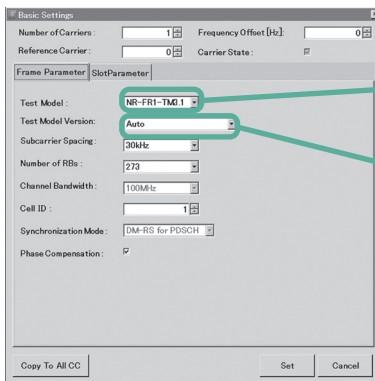 Basic Settings
Number of Carriers : 1 Frequency Offset [Hz]: 0
Reference Carrier : 0 Carrier State :
Frame Parameter SlotParameter
Test Model : NR-FR1-TM3.1
Test Model Version: Auto
Subcarrier Spacing: 30kHz
Number of RBs : 273
Channel Bandwidth : 100MHz
Cell ID : 1
Synchronization Mode : DM-RS for PDSCH
Phase Compensation :
Copy To All CC Set Cancel